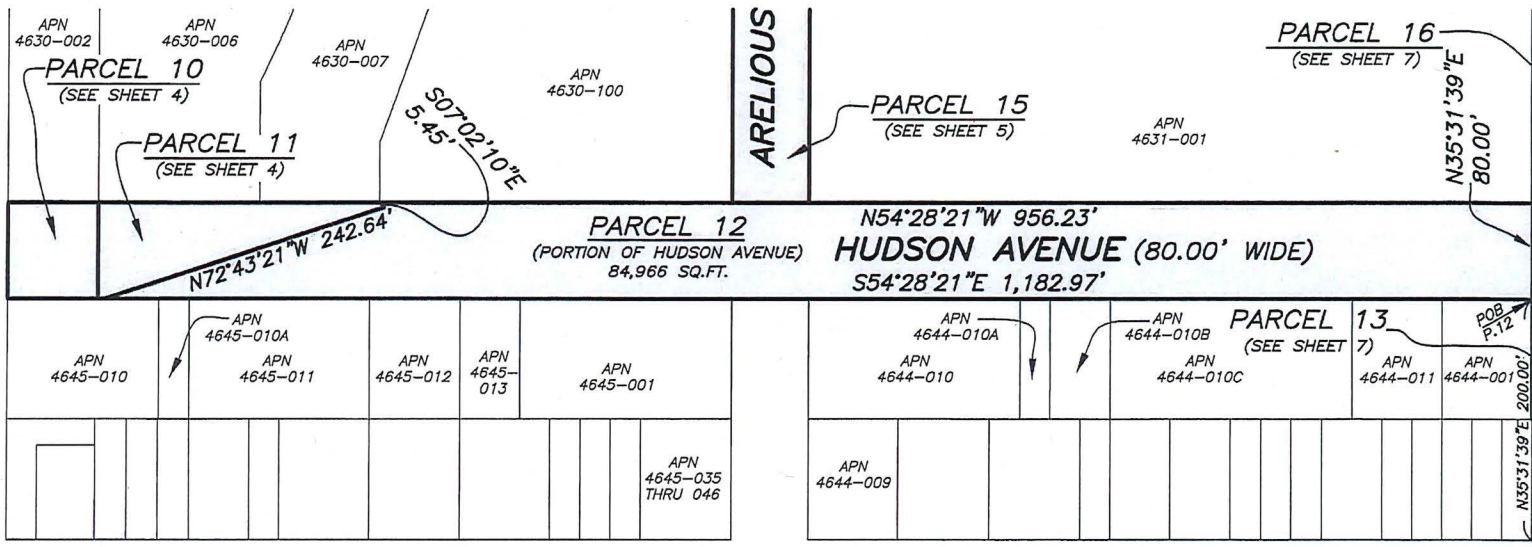 APN
4630-002
APN
4630-006
APN
4630-007
APN
4630-100
ARELIOUS
PARCEL 16
(SEE SHEET 7)
PARCEL 10
(SEE SHEET 4)
PARCEL 11
(SEE SHEET 4)
S07°02'10"E
5.45'
PARCEL 15
(SEE SHEET 5)
APN
4631-001
N35°31'39"E
80.00'
N72°43'21"W 242.64'
PARCEL 12
(PORTION OF HUDSON AVENUE)
84,966 SQ.FT.
N54°28'21"W 956.23'
HUDSON AVENUE (80.00' WIDE)
S54°28'21"E 1,182.97'
APN
4645-010
APN
4645-010A
APN
4645-011
APN
4645-012
APN
4645-
013
APN
4645-001
APN
4644-010
APN
4644-010A
APN
4644-010B
APN
4644-010C
PARCEL 13
(SEE SHEET 7)
APN
4644-011
APN
4644-001
POB
P.12
N35°31'39"E 200.00'
APN
4645-035
THRU 046
APN
4644-009